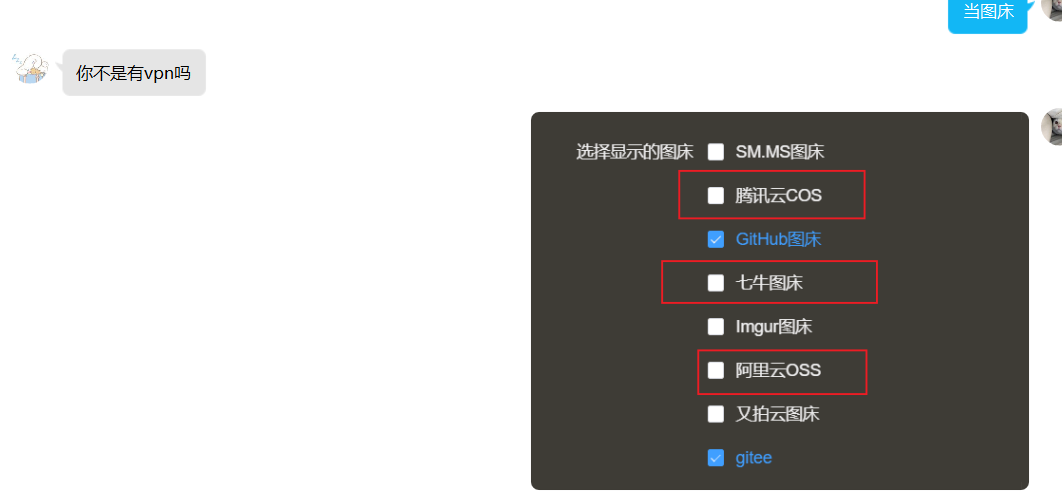 当图床
你不是有vpn吗
选择显示的图床 SM.MS图床
腾讯云COS
GitHub图床
七牛图床
Imgur图床
阿里云OSS
又拍云图床
gitee